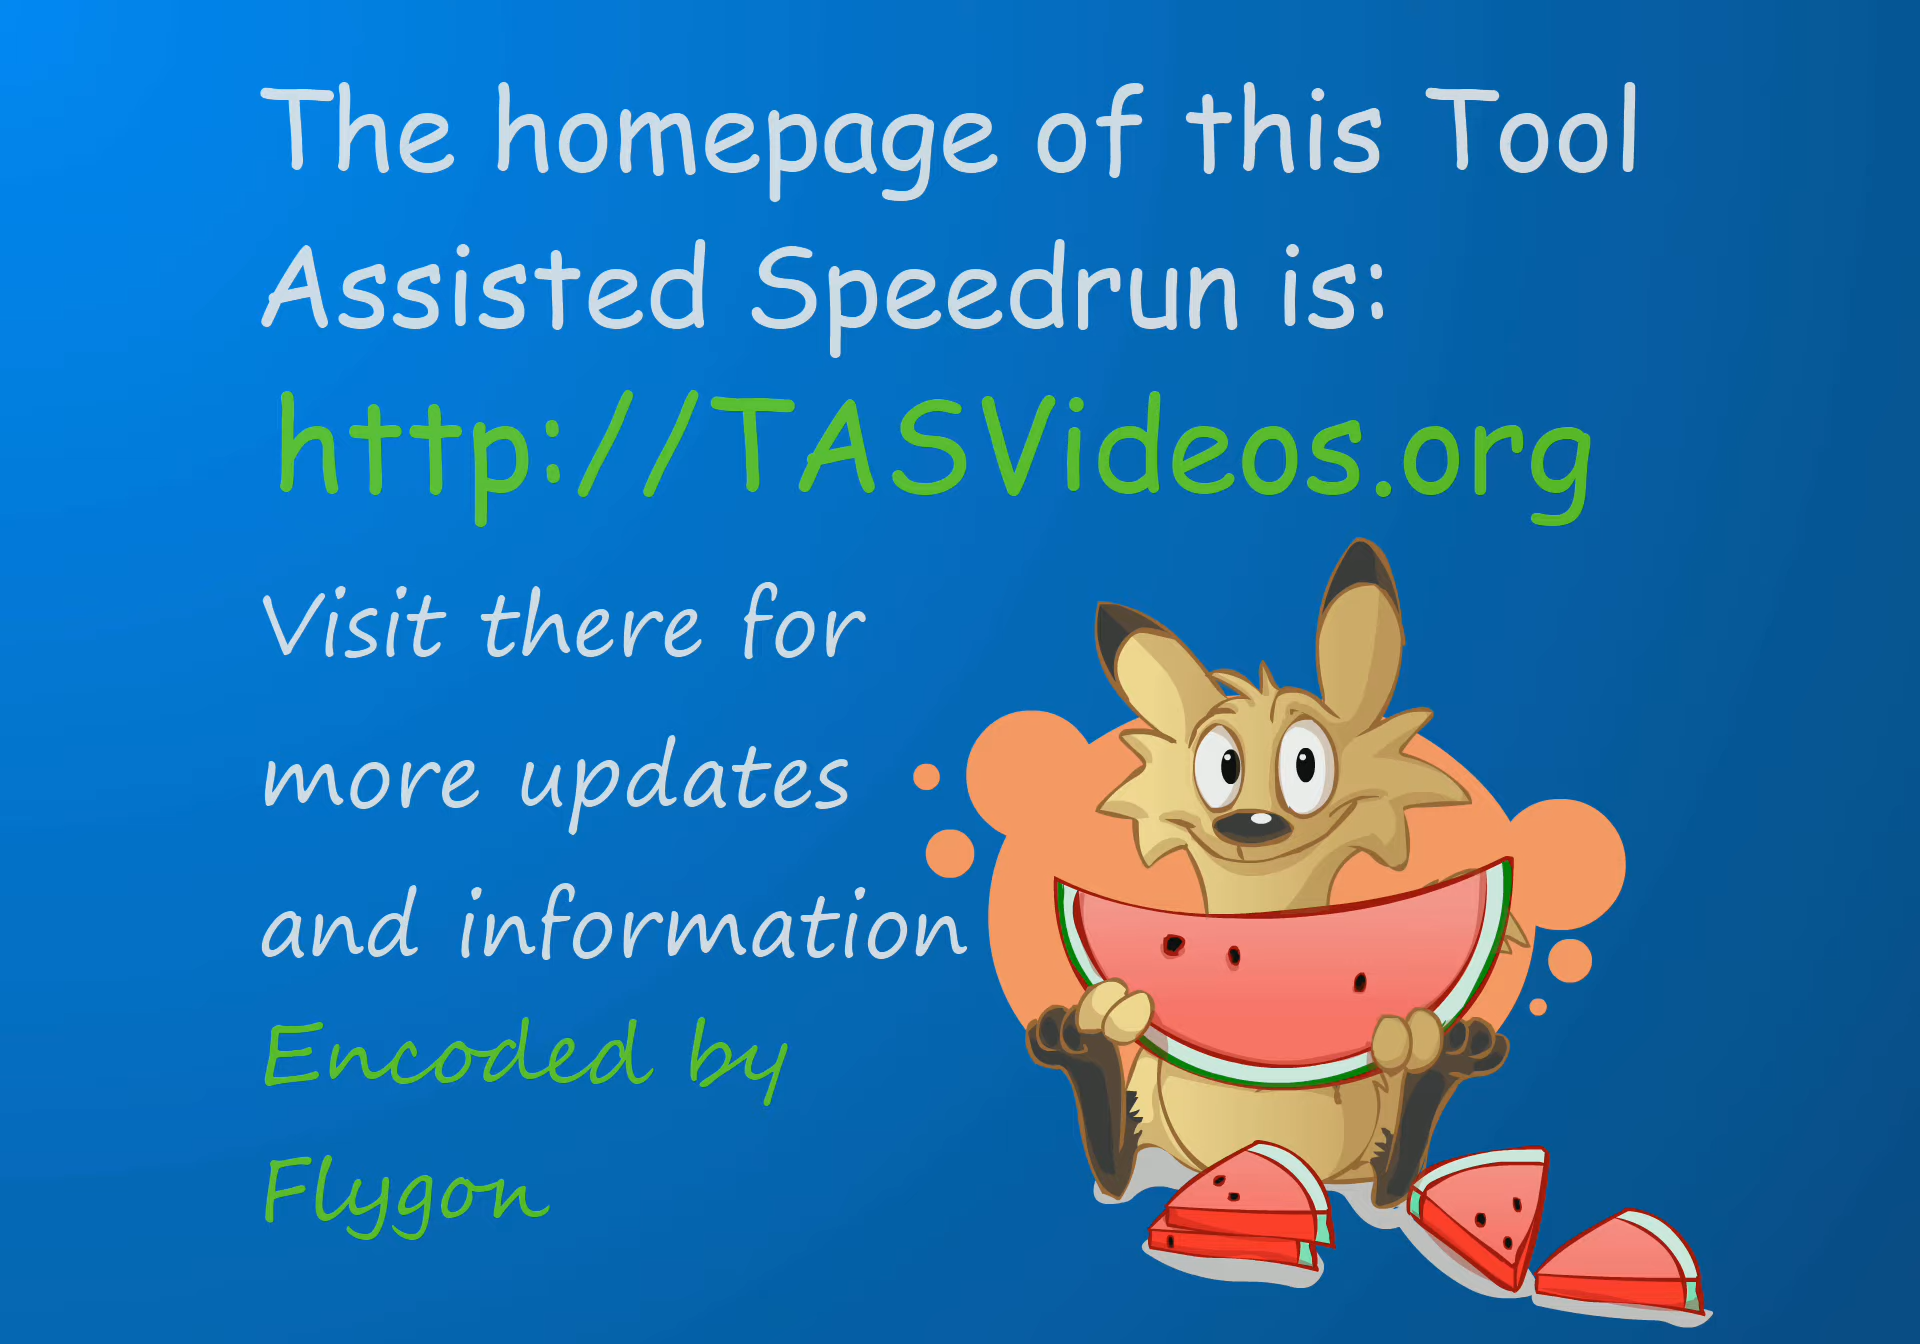 The homepage of this Tool
Assisted Speedrun is:
http://TASVideos.org
Visit there for
more updates
and information
Encoded by
Flygon